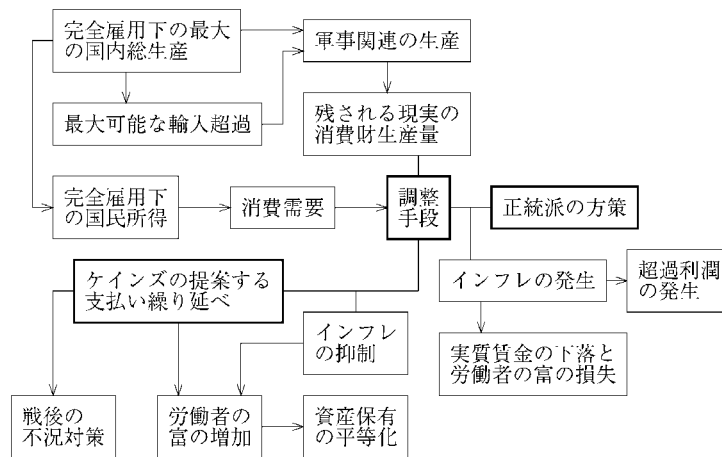 完全雇用下の最大
の国内総生産
軍事関連の生産
最大可能な輸入超過
残される現実の
消費財生産量
完全雇用下
の国民所得
消費需要
調整
手段
正統派の方策
ケインズの提案する
支払い繰り延べ
インフレの発生
超過利潤
の発生
インフレ
の抑制
実質賃金の下落と
労働者の富の損失
戦後の
不況対策
労働者の
富の増加
資産保有
の平等化